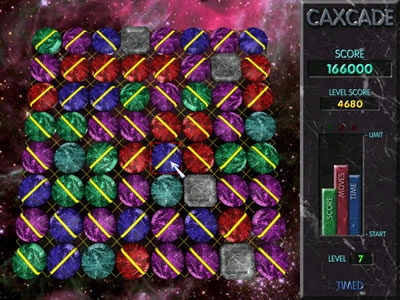 CAXCADE
SCORE
166000
LEVEL SCORE
4680
LIMIT
SCORE
MOVES
TIME
START
LEVEL 7
TIMED